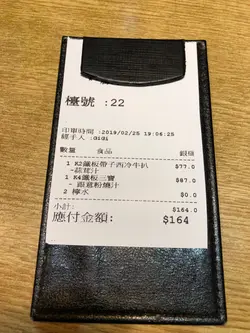 檯號 :22
印單時間 :2019/02/25 19:06:25
經手人 :didi
數量 食品 銀碼
1 K2鐵板帶子西冷牛扒 $77.0
-蒜茸汁
1 K4鐵板三寶 $87.0
-跟意粉燒汁
2 檸水 $0.0
小計: $164.0
應付金額: $164